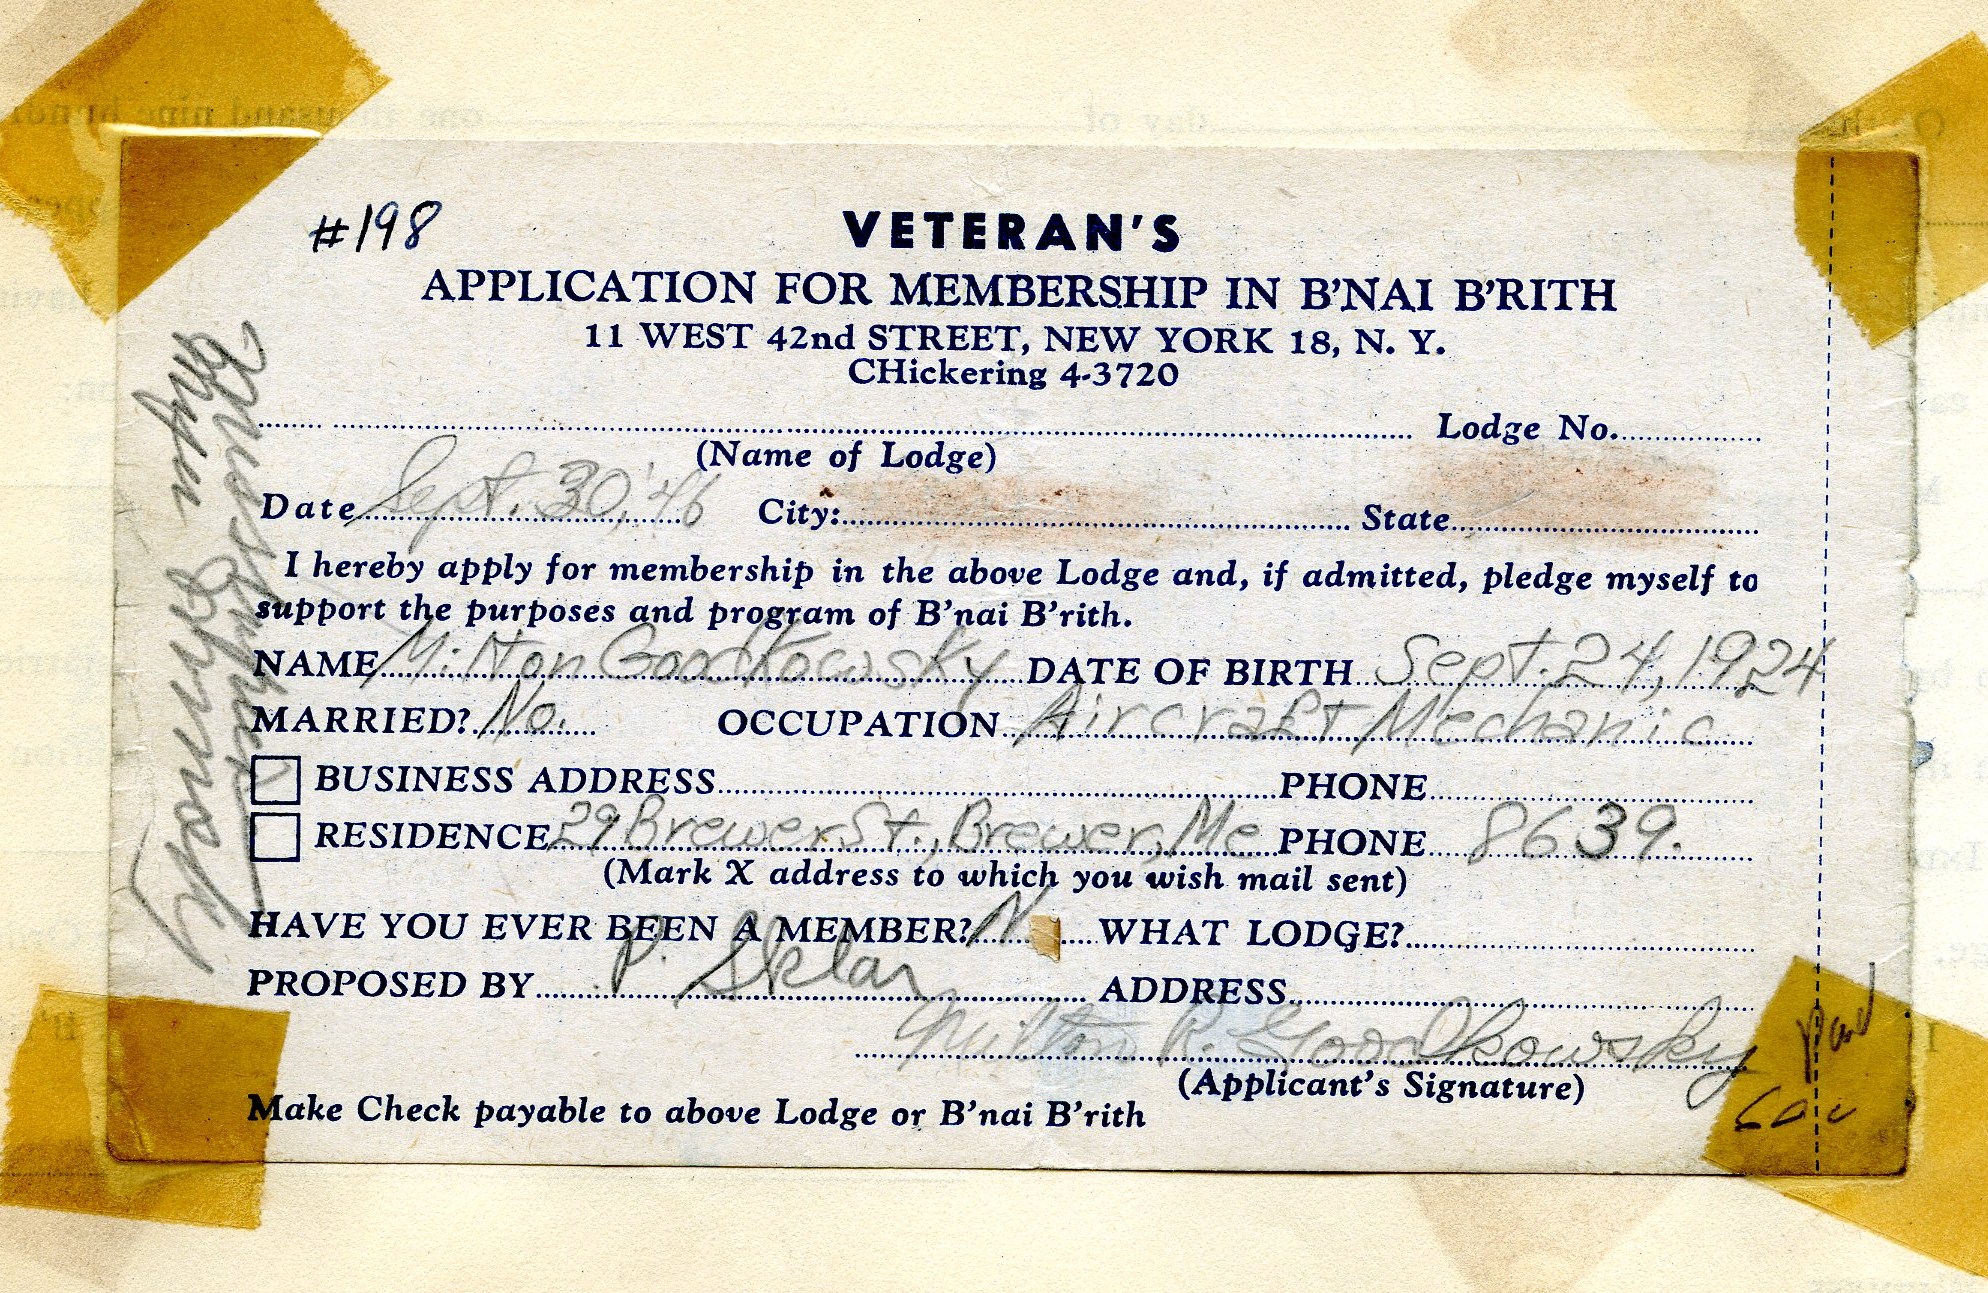 #198
VETERAN'S
APPLICATION FOR MEMBERSHIP IN B'NAI B'RITH
11 WEST 42nd STREET, NEW YORK 18, N. Y.
CHickering 4-3720
Lodge No.
(Name of Lodge)
Date Sept. 30, '46 City: State
I hereby apply for membership in the above Lodge and, if admitted, pledge myself to
support the purposes and program of B'nai B'rith.
NAME Milton Goodkowsky DATE OF BIRTH Sept. 24, 1924
MARRIED? No. OCCUPATION Aircraft Mechanic
BUSINESS ADDRESS PHONE
RESIDENCE 29 Brewer St., Brewer, Me PHONE 8639.
(Mark X address to which you wish mail sent)
HAVE YOU EVER BEEN A MEMBER? N WHAT LODGE?
PROPOSED BY P. Sklar ADDRESS
Milton R. Goodkowsky
(Applicant's Signature)
Make Check payable to above Lodge or B'nai B'rith